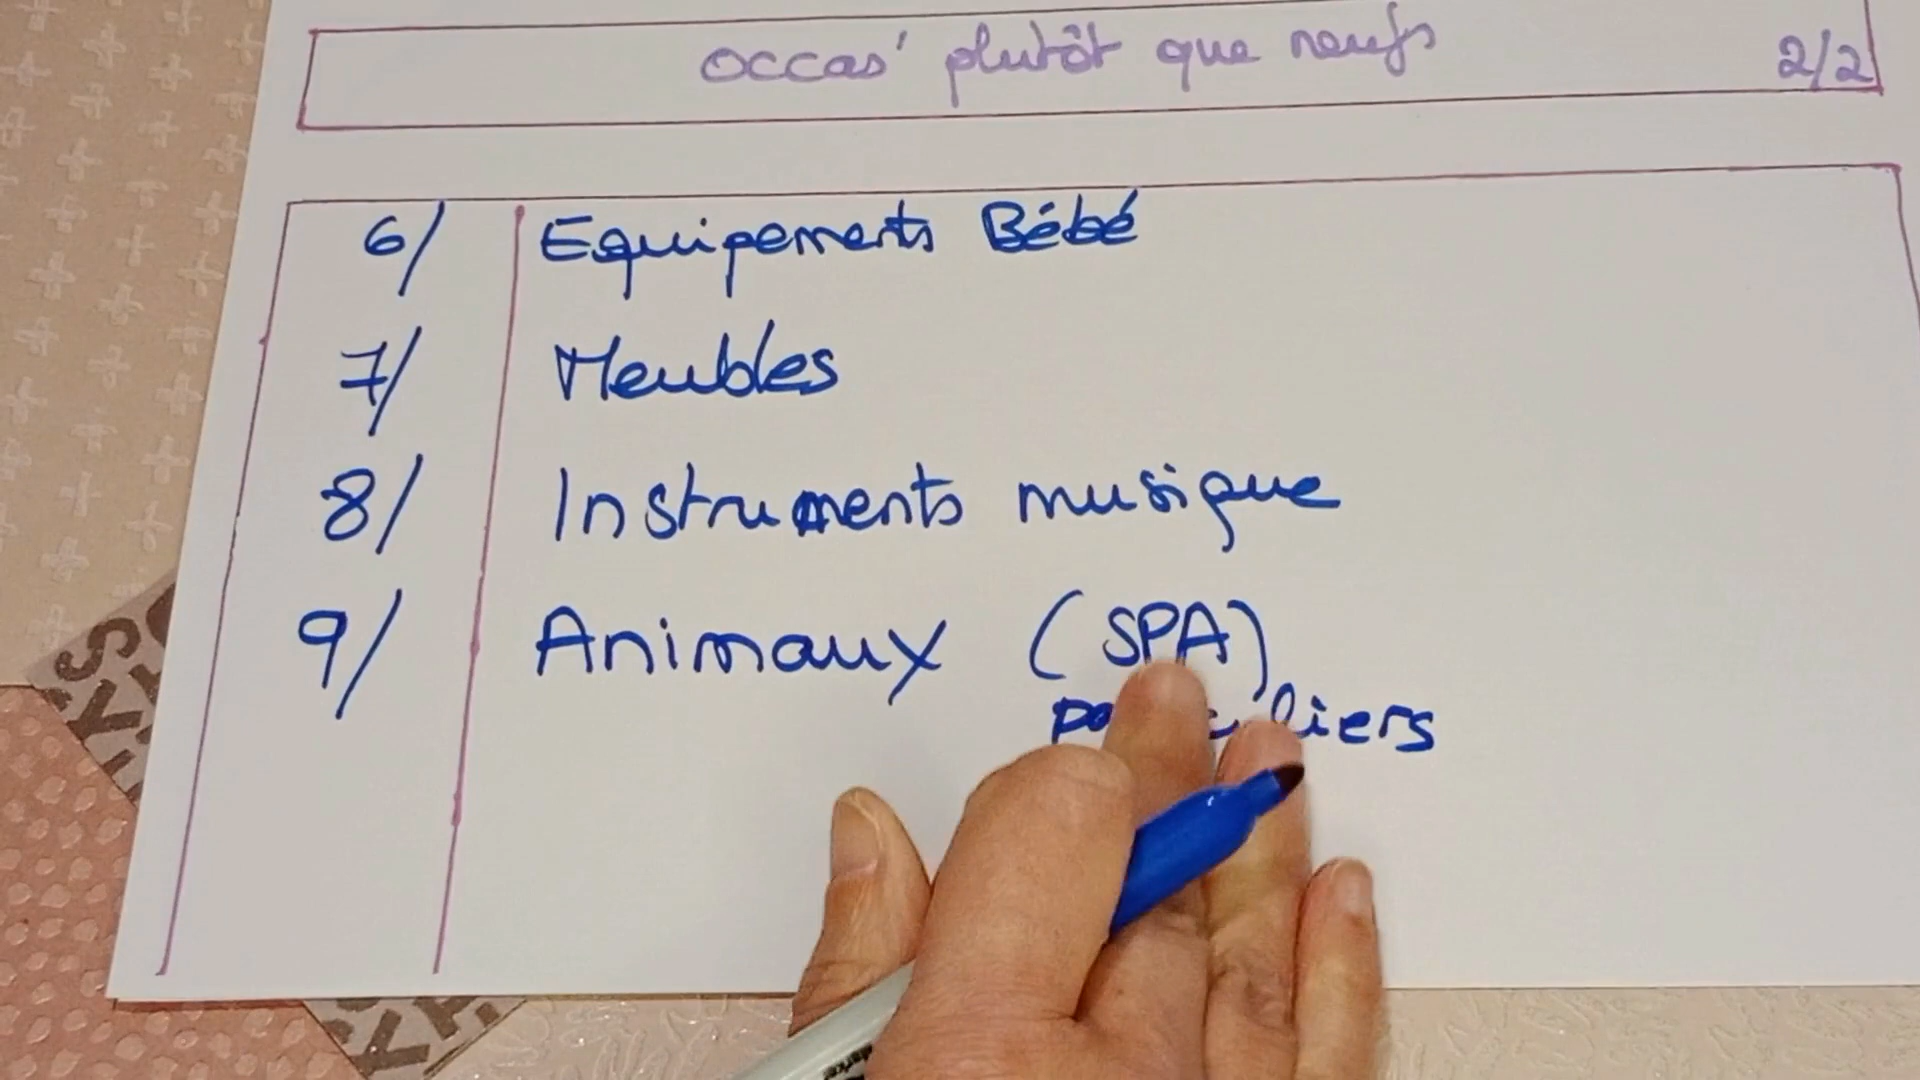 occas' plutôt que neufs 2/2
6/ Equipements Bébé
7/ Meubles
8/ Instruments musique
9/ Animaux (SPA)